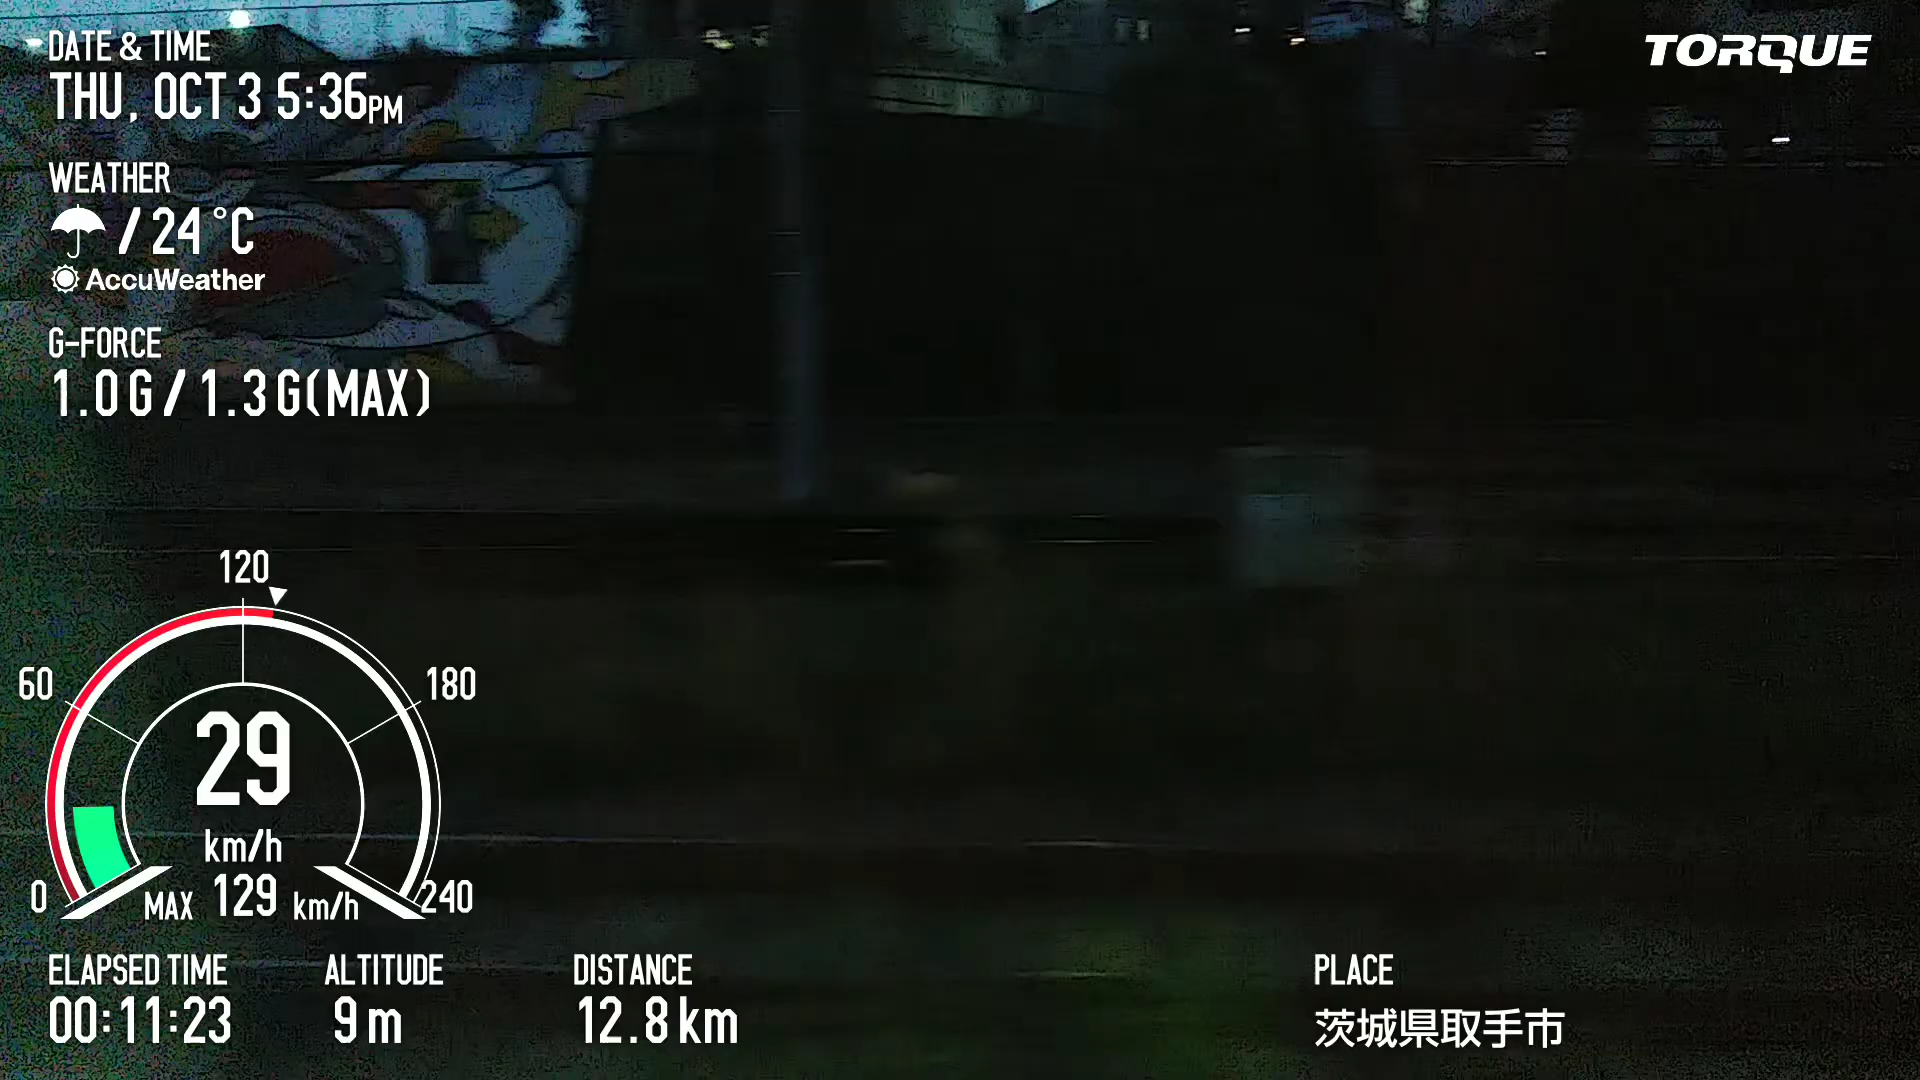 DATE & TIME
THU, OCT 3 5:36PM
TORQUE
WEATHER
/ 24 °C
AccuWeather
G-FORCE
1.0 G / 1.3 G(MAX)
120
60
180
29
km/h
0
MAX 129 km/h
240
ELAPSED TIME
00:11:23
ALTITUDE
9 m
DISTANCE
12.8 km
PLACE
茨城県取手市